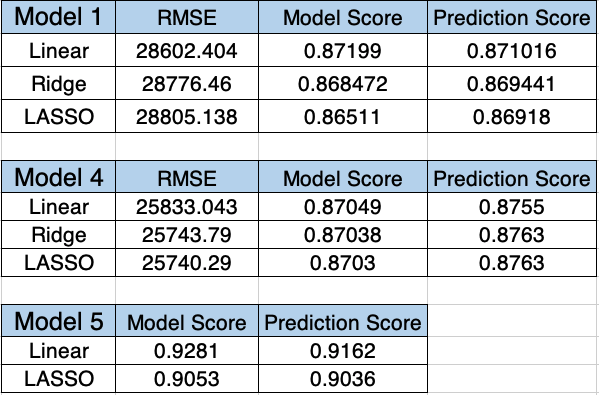 Model 1 RMSE Model Score Prediction Score
Linear 28602.404 0.87199 0.871016
Ridge 28776.46 0.868472 0.869441
LASSO 28805.138 0.86511 0.86918
Model 4 RMSE Model Score Prediction Score
Linear 25833.043 0.87049 0.8755
Ridge 25743.79 0.87038 0.8763
LASSO 25740.29 0.8703 0.8763
Model 5 Model Score Prediction Score
Linear 0.9281 0.9162
LASSO 0.9053 0.9036